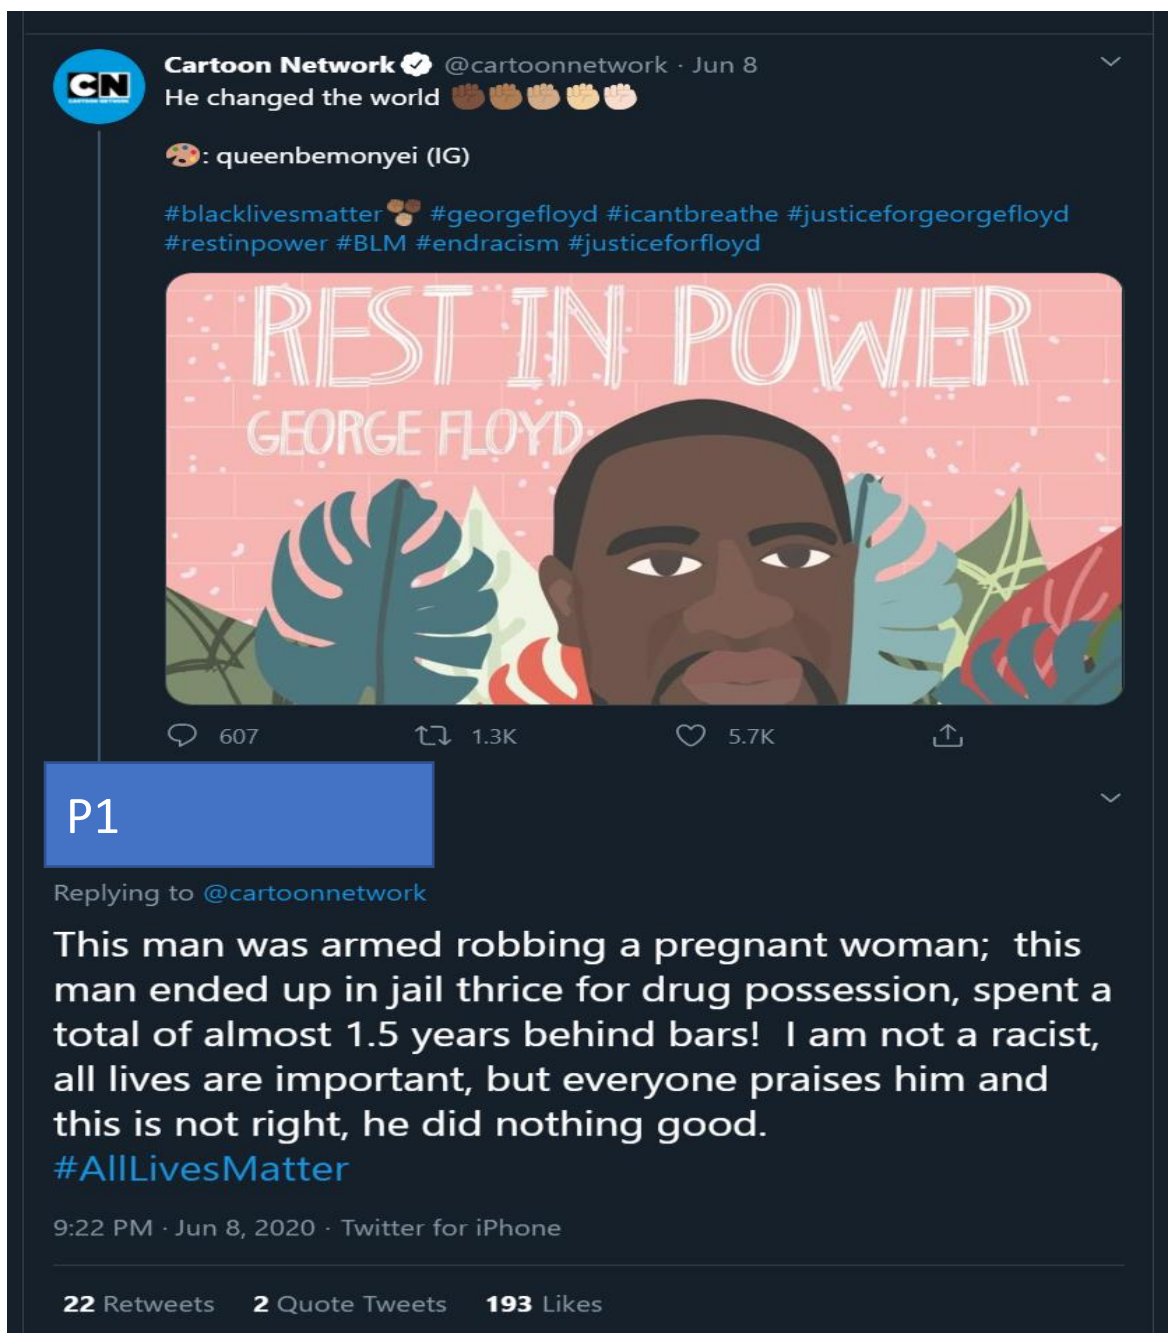 CN
CARTOON NETWORK
Cartoon Network @cartoonnetwork · Jun 8
He changed the world ✊🏿✊🏾✊🏽✊🏼✊🏻
🎨: queenbemonyei (IG)
#blacklivesmatter #georgefloyd #icantbreathe #justiceforgeorgefloyd
#restinpower #BLM #endracism #justiceforfloyd
REST IN POWER
GEORGE FLOYD
607 1.3K 5.7K
P1
Replying to @cartoonnetwork
This man was armed robbing a pregnant woman; this
man ended up in jail thrice for drug possession, spent a
total of almost 1.5 years behind bars! I am not a racist,
all lives are important, but everyone praises him and
this is not right, he did nothing good.
#AllLivesMatter
9:22 PM · Jun 8, 2020 · Twitter for iPhone
22 Retweets 2 Quote Tweets 193 Likes